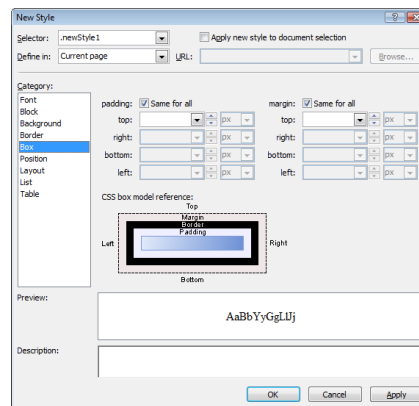 New Style
Selector: .newStyle1 Apply new style to document selection
Define in: Current page URL: Browse...
Category:
Font
Block
Background
Border
Box
Position
Layout
List
Table
padding: Same for all margin: Same for all
top: px top: px
right: px right: px
bottom: px bottom: px
left: px left: px
CSS box model reference:
Top
Margin
Border
Padding
Left Right
Bottom
Preview:
AaBbYyGgLlJj
Description:
OK Cancel Apply